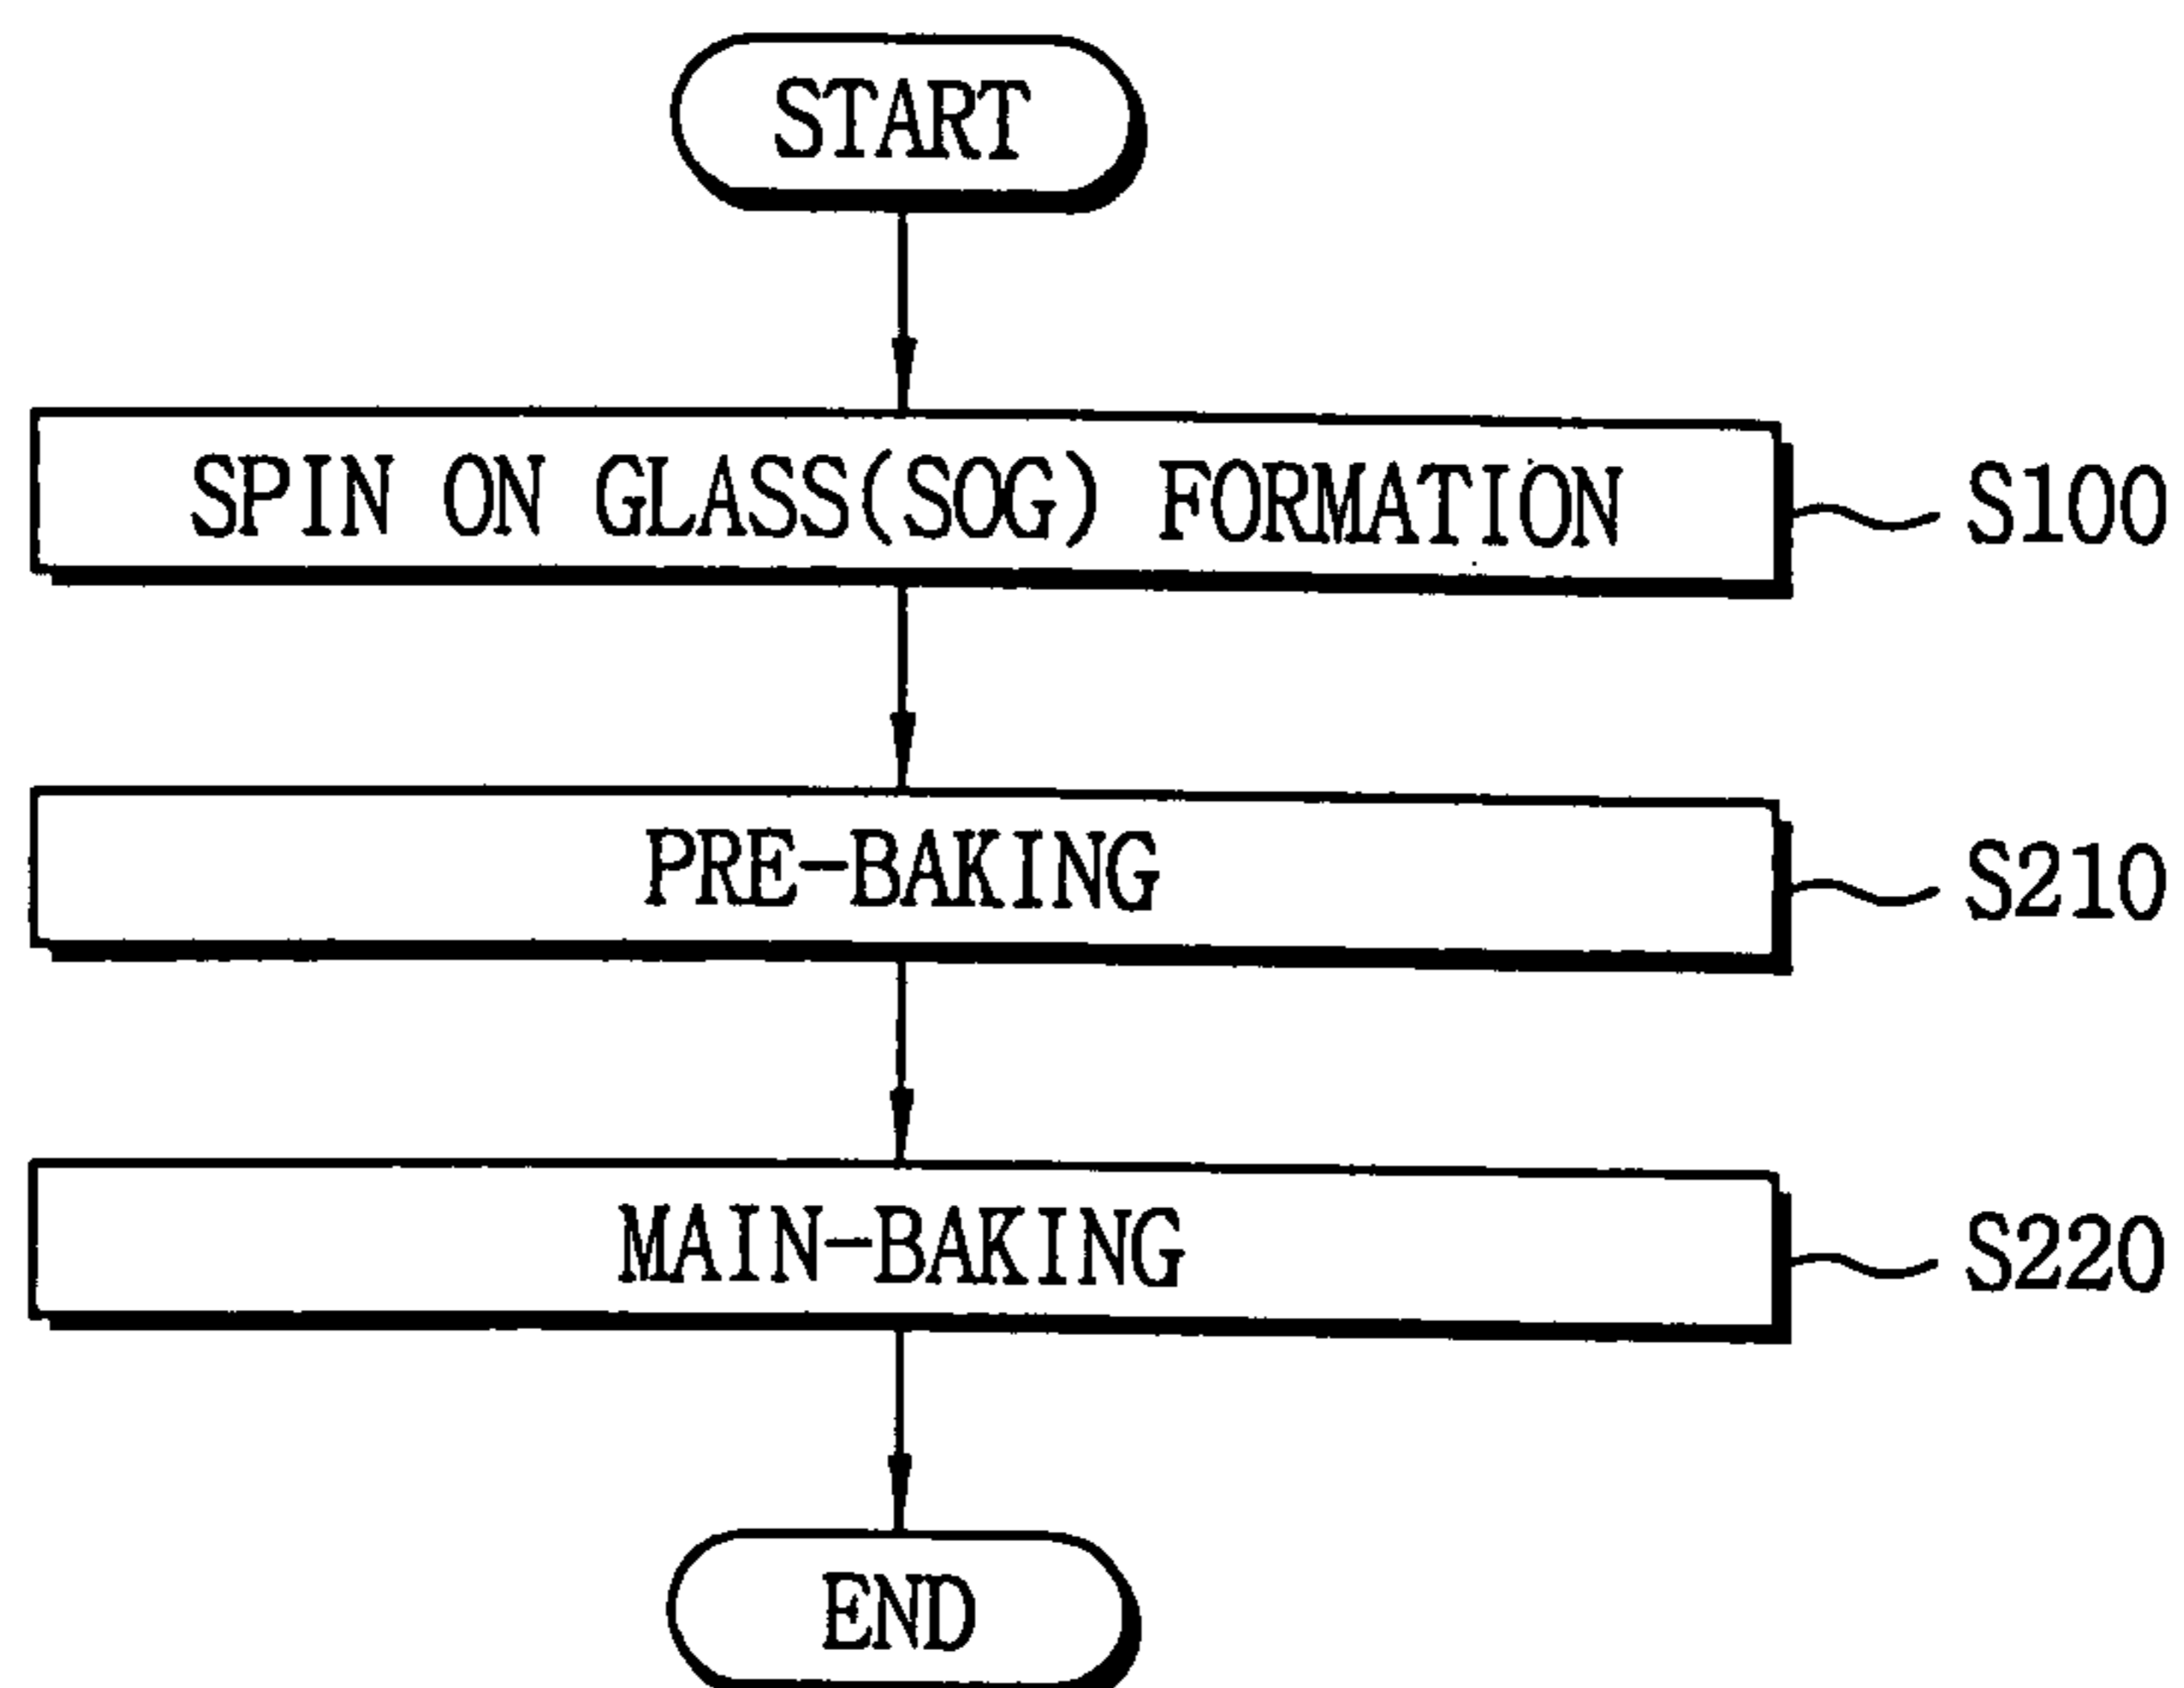 START
SPIN ON GLASS(SOG) FORMATION S100
PRE-BAKING S210
MAIN-BAKING S220
END